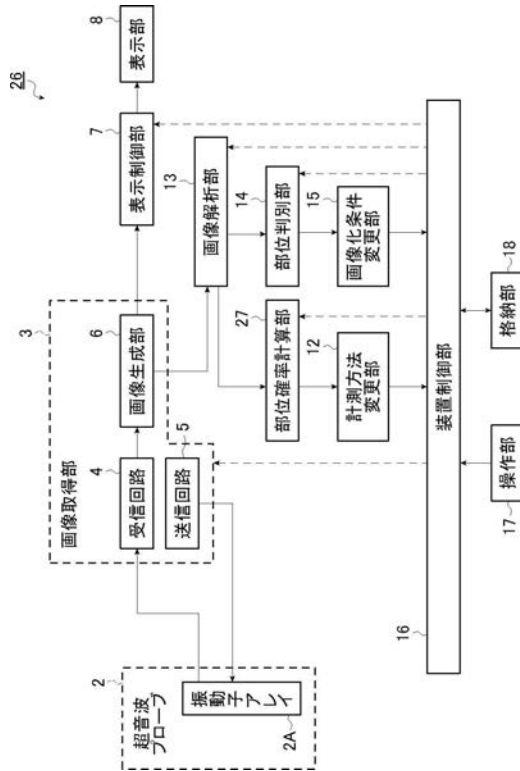 26
3
画像取得部
2
超音波
プローブ
振動子アレイ
2A
4
受信回路
5
送信回路
6
画像生成部
7
表示制御部
8
表示部
13
画像解析部
27
部位確率計算部
14
部位判別部
12
計測方法
変更部
15
画像化条件
変更部
16
装置制御部
17
操作部
18
格納部